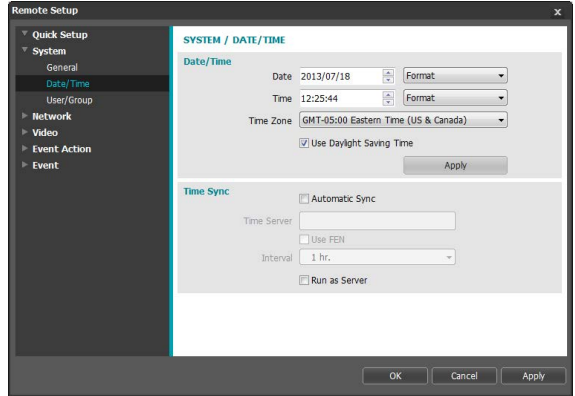 Remote Setup
x
Quick Setup
System
General
Date/Time
User/Group
Network
Video
Event Action
Event
SYSTEM / DATE/TIME
Date/Time
Date 2013/07/18 Format
Time 12:25:44 Format
Time Zone GMT-05:00 Eastern Time (US & Canada)
Use Daylight Saving Time
Apply
Time Sync
Automatic Sync
Time Server
Use FEN
Interval 1 hr.
Run as Server
OK Cancel Apply